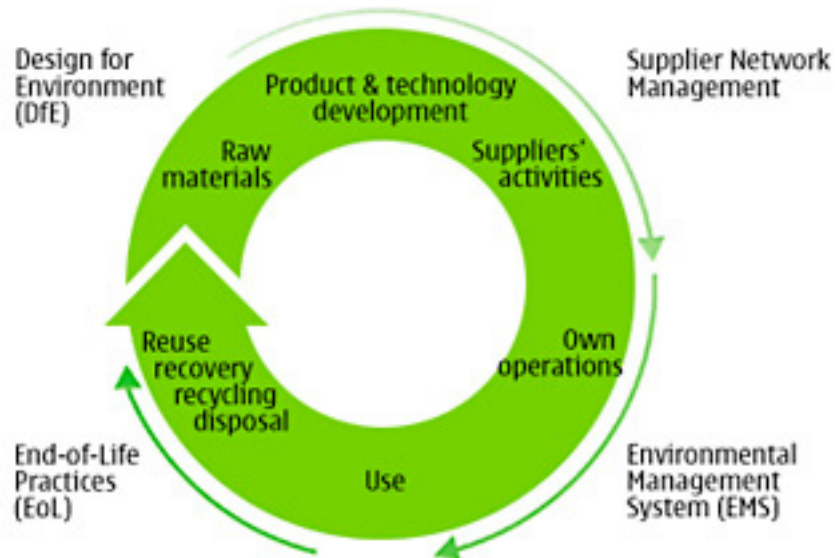 Design for
Environment
(DfE)
Supplier Network
Management
Product & technology
development
Raw
materials
Suppliers'
activities
Own
operations
Reuse
recovery
recycling
disposal
Use
End-of-Life
Practices
(EoL)
Environmental
Management
System (EMS)